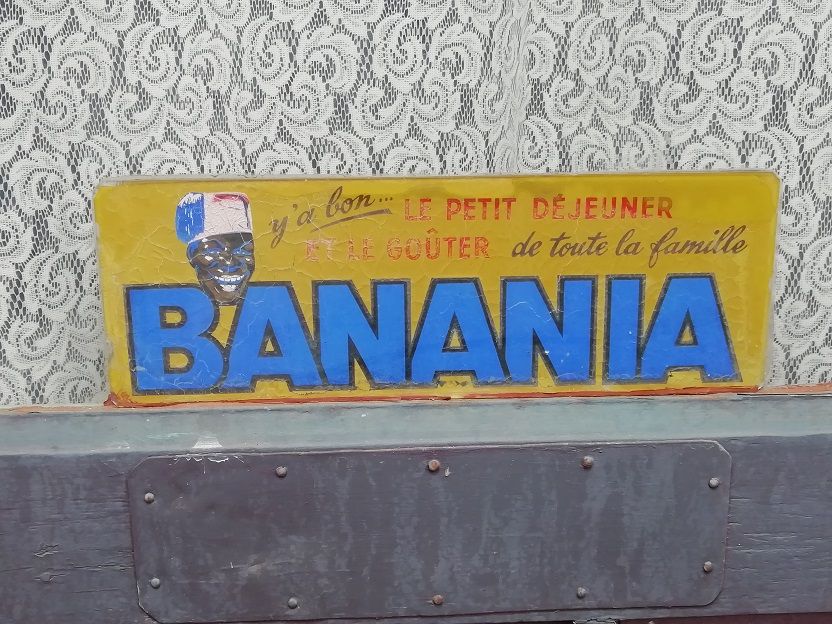 y'a bon... LE PETIT DÉJEUNER
ET LE GOÛTER de toute la famille
BANANIA